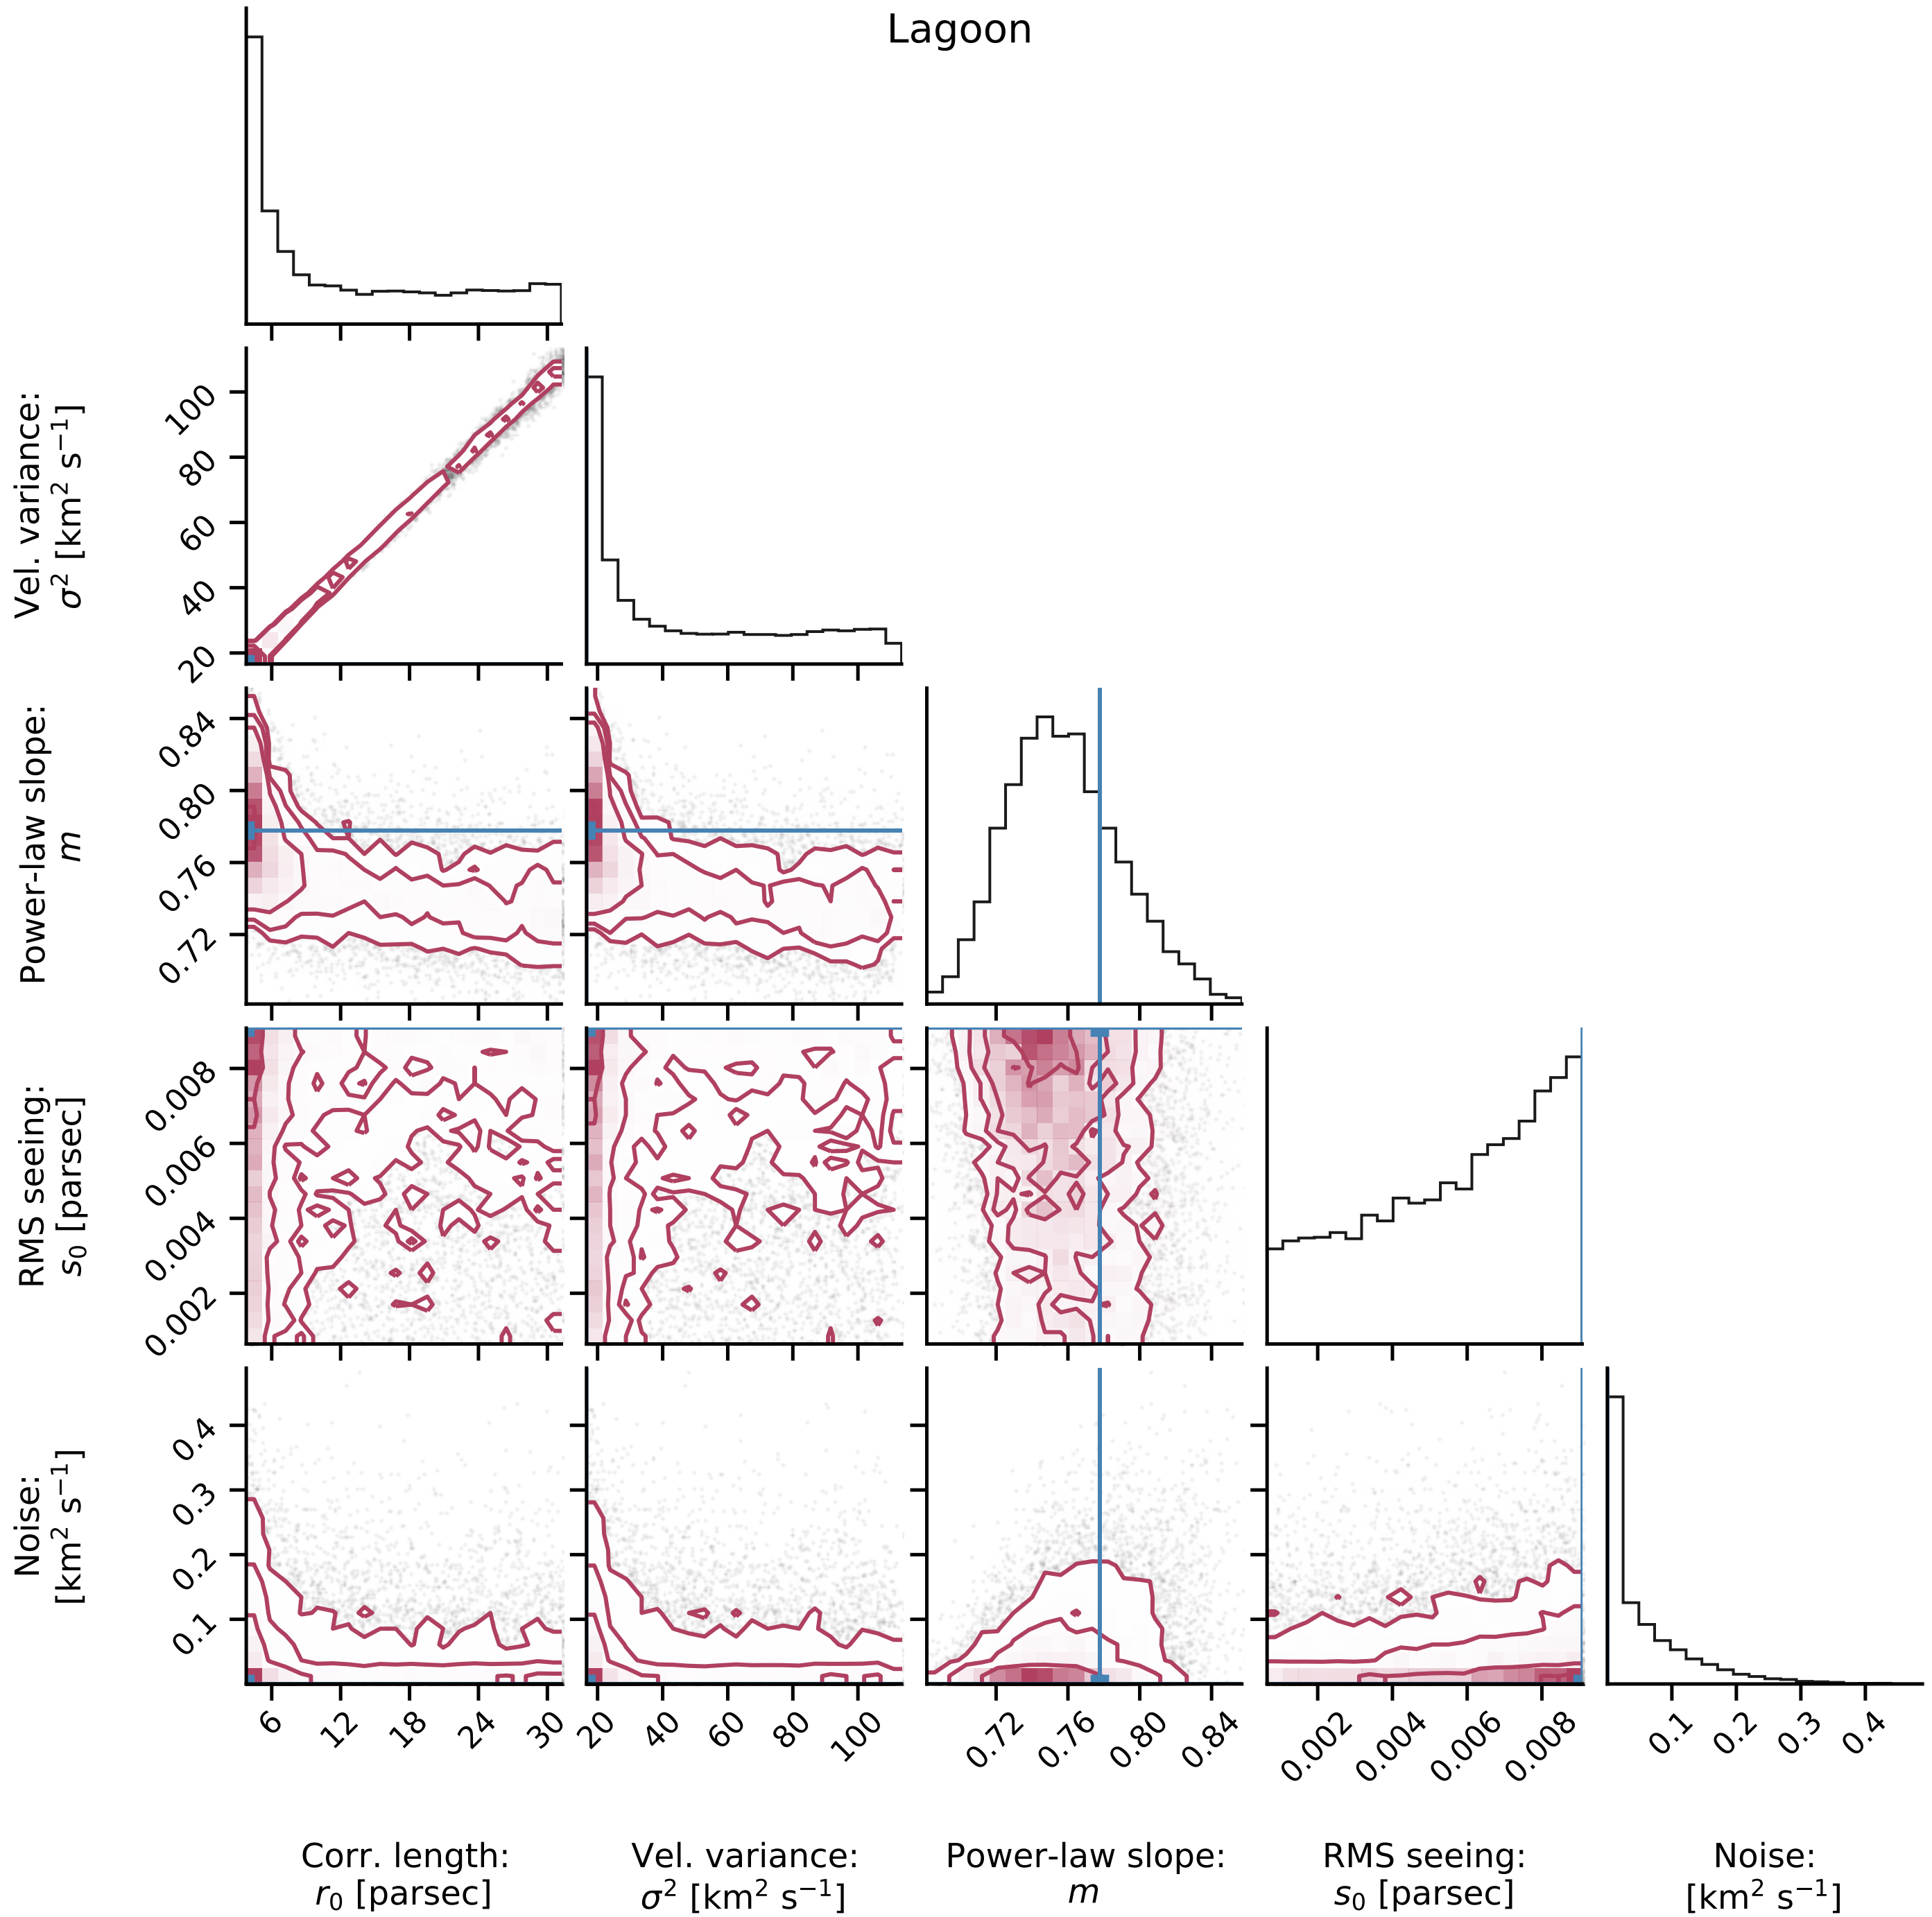 Lagoon
Vel. variance:
σ² [km² s⁻¹]
100
80
60
40
20
Power-law slope:
m
0.84
0.80
0.76
0.72
RMS seeing:
s₀ [parsec]
0.008
0.006
0.004
0.002
Noise:
[km² s⁻¹]
0.4
0.3
0.2
0.1
6 12 18 24 30 20 40 60 80 100 0.72 0.76 0.80 0.84 0.002 0.004 0.006 0.008 0.1 0.2 0.3 0.4
Corr. length: Vel. variance: Power-law slope: RMS seeing: Noise:
r₀ [parsec] σ² [km² s⁻¹] m s₀ [parsec] [km² s⁻¹]